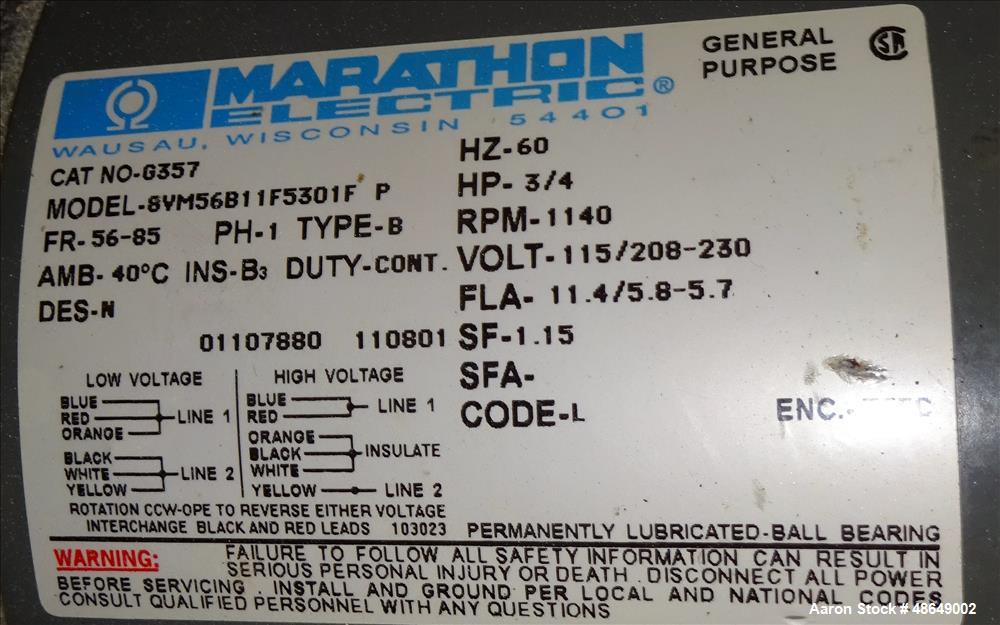 MARATHON
ELECTRIC®
WAUSAU, WISCONSIN 54401
GENERAL
PURPOSE
CAT NO-G357
MODEL-8VM56B11F5301F P
FR-56-85 PH-1 TYPE-B
AMB-40°C INS-B3 DUTY-CONT.
DES-N
01107880 110801
HZ-60
HP-3/4
RPM-1140
VOLT-115/208-230
FLA-11.4/5.8-5.7
SF-1.15
SFA-
CODE-L
ENC.-
LOW VOLTAGE
BLUE
RED
ORANGE
LINE 1
BLACK
WHITE
YELLOW
LINE 2
HIGH VOLTAGE
BLUE
RED
LINE 1
ORANGE
BLACK
WHITE
INSULATE
YELLOW
LINE 2
ROTATION CCW-OPE TO REVERSE EITHER VOLTAGE
INTERCHANGE BLACK AND RED LEADS 103023
PERMANENTLY LUBRICATED-BALL BEARING
WARNING: FAILURE TO FOLLOW ALL SAFETY INFORMATION CAN RESULT IN
SERIOUS PERSONAL INJURY OR DEATH. DISCONNECT ALL POWER
BEFORE SERVICING. INSTALL AND GROUND PER LOCAL AND NATIONAL CODES
CONSULT QUALIFIED PERSONNEL WITH ANY QUESTIONS
Aaron Stock # 48649002